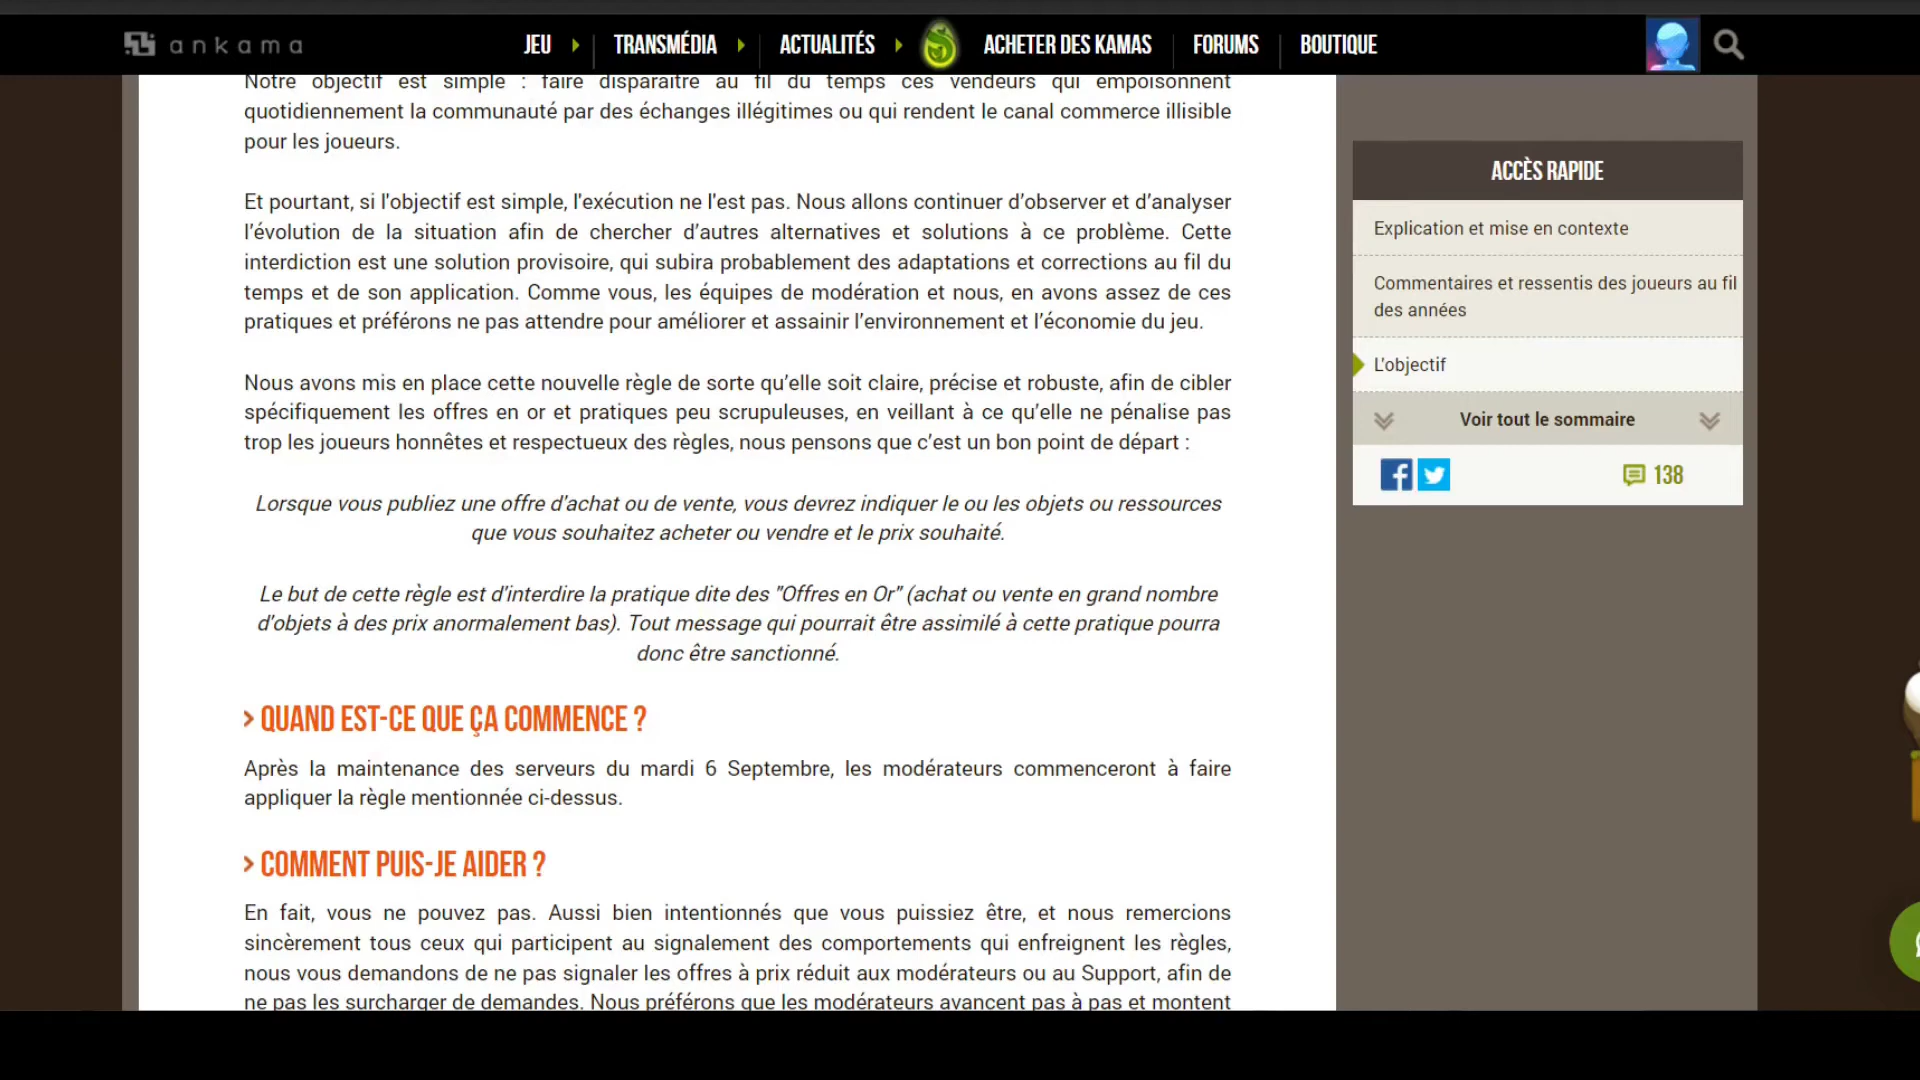 ankama
JEU
TRANSMÉDIA
ACTUALITÉS
ACHETER DES KAMAS
FORUMS
BOUTIQUE
Notre objectif est simple : faire disparaître au fil du temps ces vendeurs qui empoisonnent
quotidiennement la communauté par des échanges illégitimes ou qui rendent le canal commerce illisible
pour les joueurs.
Et pourtant, si l'objectif est simple, l'exécution ne l'est pas. Nous allons continuer d’observer et d’analyser
l’évolution de la situation afin de chercher d’autres alternatives et solutions à ce problème. Cette
interdiction est une solution provisoire, qui subira probablement des adaptations et corrections au fil du
temps et de son application. Comme vous, les équipes de modération et nous, en avons assez de ces
pratiques et préférons ne pas attendre pour améliorer et assainir l’environnement et l’économie du jeu.
Nous avons mis en place cette nouvelle règle de sorte qu’elle soit claire, précise et robuste, afin de cibler
spécifiquement les offres en or et pratiques peu scrupuleuses, en veillant à ce qu’elle ne pénalise pas
trop les joueurs honnêtes et respectueux des règles, nous pensons que c’est un bon point de départ :
Lorsque vous publiez une offre d'achat ou de vente, vous devrez indiquer le ou les objets ou ressources
que vous souhaitez acheter ou vendre et le prix souhaité.
Le but de cette règle est d'interdire la pratique dite des "Offres en Or" (achat ou vente en grand nombre
d'objets à des prix anormalement bas). Tout message qui pourrait être assimilé à cette pratique pourra
donc être sanctionné.
> QUAND EST-CE QUE ÇA COMMENCE ?
Après la maintenance des serveurs du mardi 6 Septembre, les modérateurs commenceront à faire
appliquer la règle mentionnée ci-dessus.
> COMMENT PUIS-JE AIDER ?
En fait, vous ne pouvez pas. Aussi bien intentionnés que vous puissiez être, et nous remercions
sincèrement tous ceux qui participent au signalement des comportements qui enfreignent les règles,
nous vous demandons de ne pas signaler les offres à prix réduit aux modérateurs ou au Support, afin de
ne pas les surcharger de demandes. Nous préférons que les modérateurs avancent pas à pas et montent
ACCÈS RAPIDE
Explication et mise en contexte
Commentaires et ressentis des joueurs au fil
des années
L'objectif
Voir tout le sommaire
138